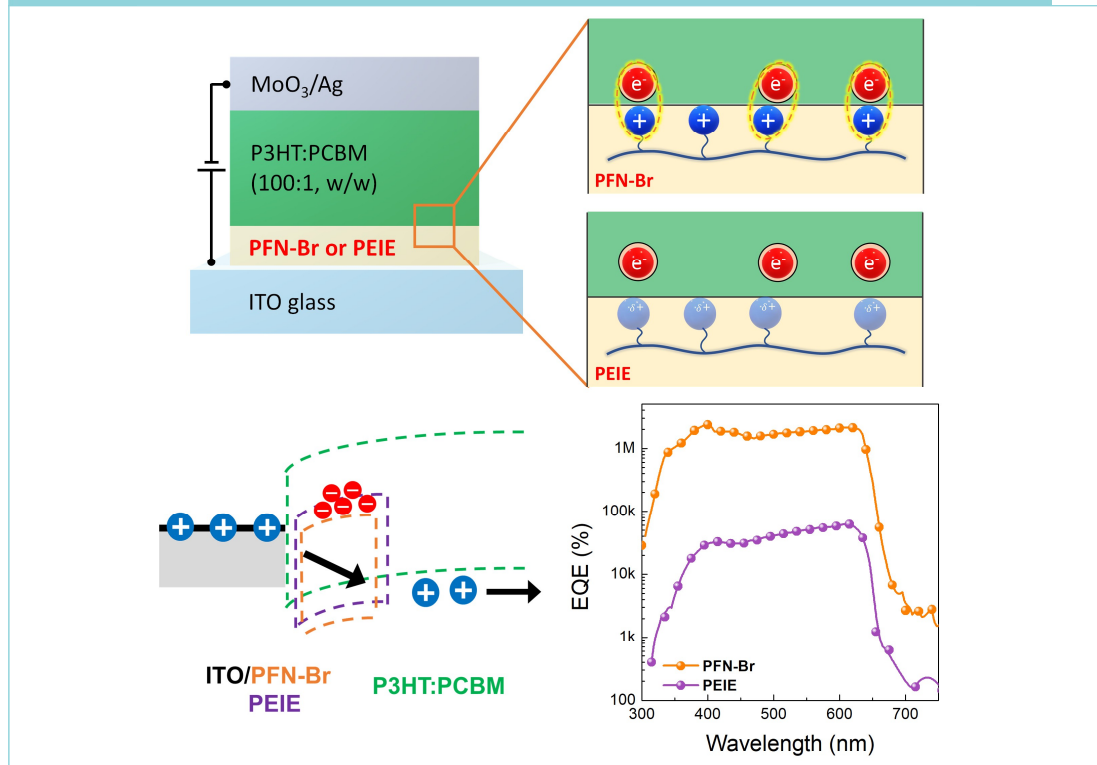 MoO₃/Ag
P3HT:PCBM
(100:1, w/w)
PFN-Br or PEIE
ITO glass
e⁻ e⁻ e⁻
+ + + +
PFN-Br
e⁻ e⁻ e⁻
δ+ δ+ δ+ δ+
PEIE
− − − − −
+ + +
+ +
ITO/PFN-Br
PEIE
P3HT:PCBM
1M
100k
10k
1k
100
EQE (%)
PFN-Br
PEIE
300 400 500 600 700
Wavelength (nm)